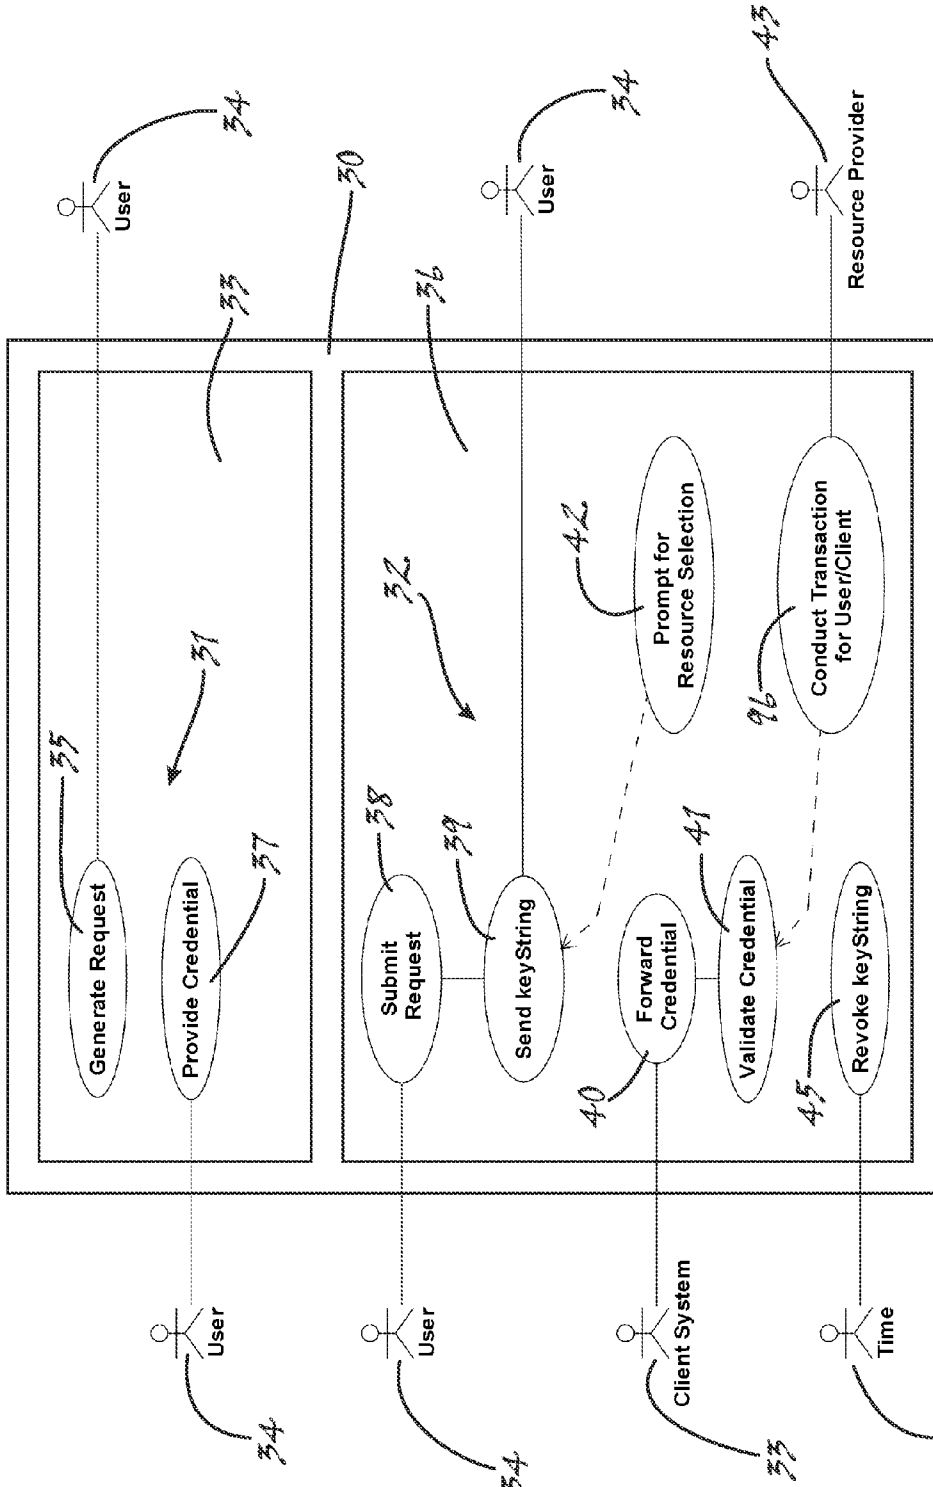 34
User
33
30
Generate Request
35
Provide Credential
37
31
User
34
34
User
36
32
Submit
Request
38
Send keyString
39
Prompt for
Resource Selection
42
User
34
Forward
Credential
40
Validate Credential
41
Client System
33
43
Resource Provider
Conduct Transaction
for User/Client
96
Revoke keyString
45
Time